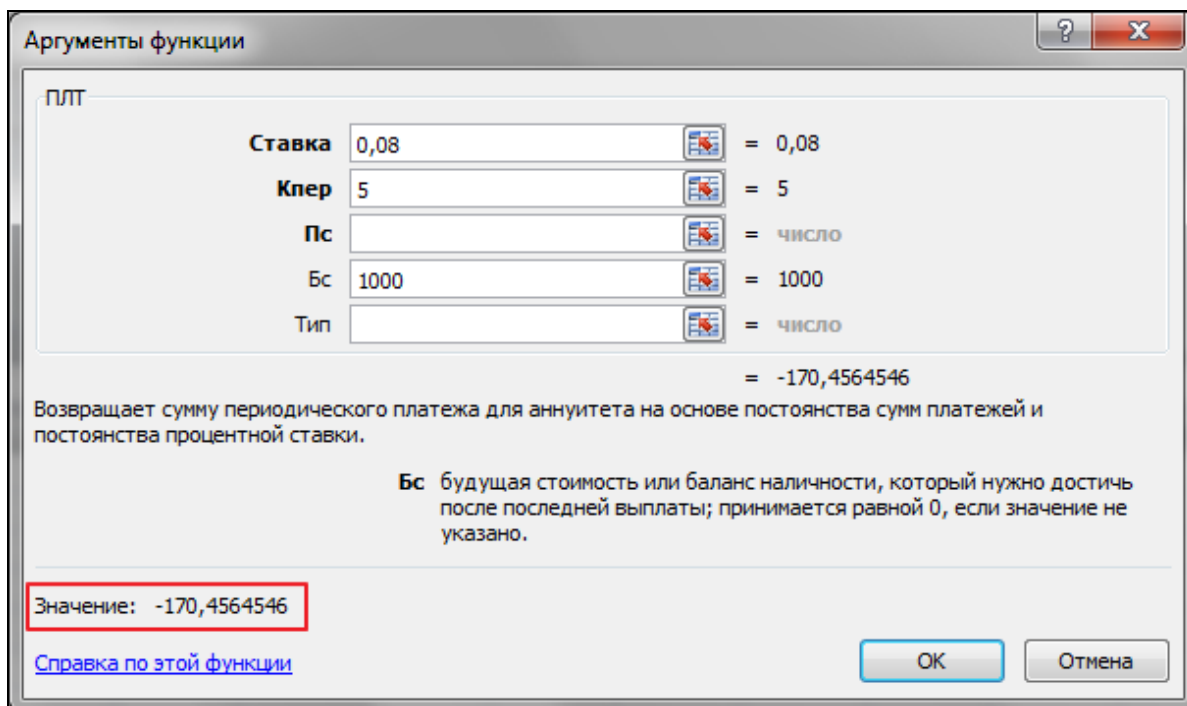 Аргументы функции
ПЛТ
Ставка 0,08 = 0,08
Кпер 5 = 5
Пс = число
Бс 1000 = 1000
Тип = число
= -170,4564546
Возвращает сумму периодического платежа для аннуитета на основе постоянства сумм платежей и
постоянства процентной ставки.
Бс будущая стоимость или баланс наличности, который нужно достичь
после последней выплаты; принимается равной 0, если значение не
указано.
Значение: -170,4564546
Справка по этой функции
ОК Отмена